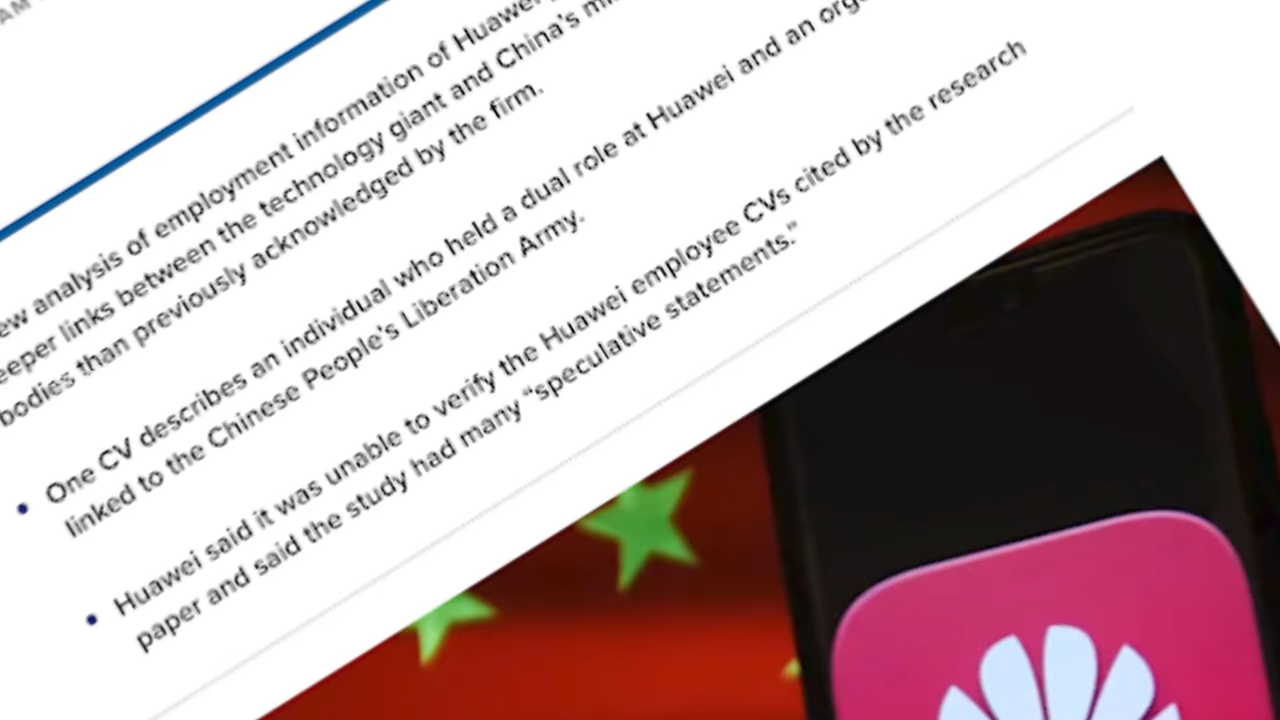 AM
ew analysis of employment information of Huawei
eeper links between the technology giant and China's
bodies than previously acknowledged by the firm.
One CV describes an individual who held a dual role at Huawei and an
linked to the Chinese People's Liberation Army.
Huawei said it was unable to verify the Huawei employee CVs cited by the research
paper and said the study had many “speculative statements.”